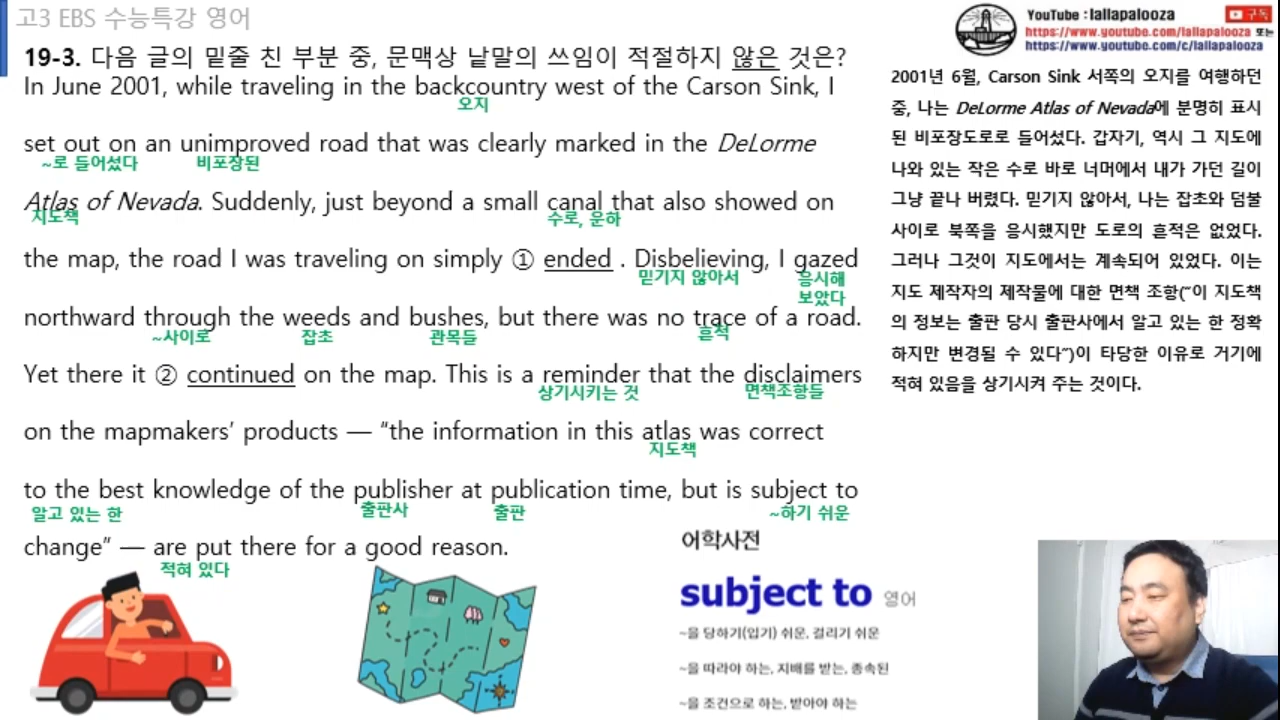 고3 EBS 수능특강 영어
19-3. 다음 글의 밑줄 친 부분 중, 문맥상 낱말의 쓰임이 적절하지 않은 것은?
In June 2001, while traveling in the backcountry west of the Carson Sink, I
오지
set out on an unimproved road that was clearly marked in the DeLorme
~로 들어섰다 비포장된
Atlas of Nevada. Suddenly, just beyond a small canal that also showed on
지도책 수로, 운하
the map, the road I was traveling on simply ① ended . Disbelieving, I gazed
믿기지 않아서 응시해
보았다
northward through the weeds and bushes, but there was no trace of a road.
~사이로 잡초 관목들 흔적
Yet there it ② continued on the map. This is a reminder that the disclaimers
상기시키는 것 면책조항들
on the mapmakers’ products — “the information in this atlas was correct
지도책
to the best knowledge of the publisher at publication time, but is subject to
알고 있는 한 출판사 출판 ~하기 쉬운
change” — are put there for a good reason.
적혀 있다
YouTube : lallapalooza 구독
https://www.youtube.com/lallapalooza 또는
https://www.youtube.com/c/lallapalooza
2001년 6월, Carson Sink 서쪽의 오지를 여행하던
중, 나는 DeLorme Atlas of Nevada에 분명히 표시
된 비포장도로로 들어섰다. 갑자기, 역시 그 지도에
나와 있는 작은 수로 바로 너머에서 내가 가던 길이
그냥 끝나 버렸다. 믿기지 않아서, 나는 잡초와 덤불
사이로 북쪽을 응시했지만 도로의 흔적은 없었다.
그러나 그것이 지도에서는 계속되어 있었다. 이는
지도 제작자의 제작물에 대한 면책 조항(“이 지도책
의 정보는 출판 당시 출판사에서 알고 있는 한 정확
하지만 변경될 수 있다”)이 타당한 이유로 거기에
적혀 있음을 상기시켜 주는 것이다.
어학사전
subject to 영어
~을 당하기(입기) 쉬운, 걸리기 쉬운
~을 따라야 하는, 지배를 받는, 종속된
~을 조건으로 하는, 받아야 하는